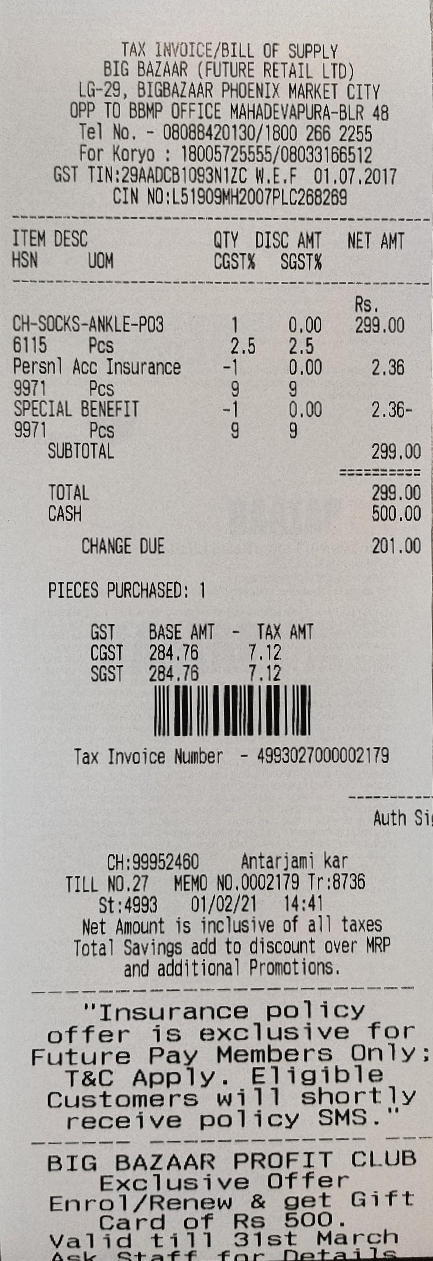 TAX INVOICE/BILL OF SUPPLY
BIG BAZAAR (FUTURE RETAIL LTD)
LG-29, BIGBAZAAR PHOENIX MARKET CITY
OPP TO BBMP OFFICE MAHADEVAPURA-BLR 48
Tel No. - 08088420130/1800 266 2255
For Koryo : 18005725555/08033166512
GST TIN:29AADCB1093N1ZC W.E.F 01.07.2017
CIN NO:L51909MH2007PLC268269
ITEM DESC QTY DISC AMT NET AMT
HSN UOM CGST% SGST%
Rs.
CH-SOCKS-ANKLE-P03 1 0.00 299.00
6115 Pcs 2.5 2.5
Persnl Acc Insurance -1 0.00 2.36
9971 Pcs 9 9
SPECIAL BENEFIT -1 0.00 2.36-
9971 Pcs 9 9
SUBTOTAL 299.00
==========
TOTAL 299.00
CASH 500.00
CHANGE DUE 201.00
PIECES PURCHASED: 1
GST BASE AMT - TAX AMT
CGST 284.76 7.12
SGST 284.76 7.12
Tax Invoice Number - 4993027000002179
Auth Si
CH:99952460 Antarjami kar
TILL NO.27 MEMO NO.0002179 Tr:8736
St:4993 01/02/21 14:41
Net Amount is inclusive of all taxes
Total Savings add to discount over MRP
and additional Promotions.
"Insurance policy
offer is exclusive for
Future Pay Members Only;
T&C Apply. Eligible
Customers will shortly
receive policy SMS."
BIG BAZAAR PROFIT CLUB
Exclusive Offer
Enrol/Renew & get Gift
Card of Rs 500.
Valid till 31st March
Ask Staff for Details